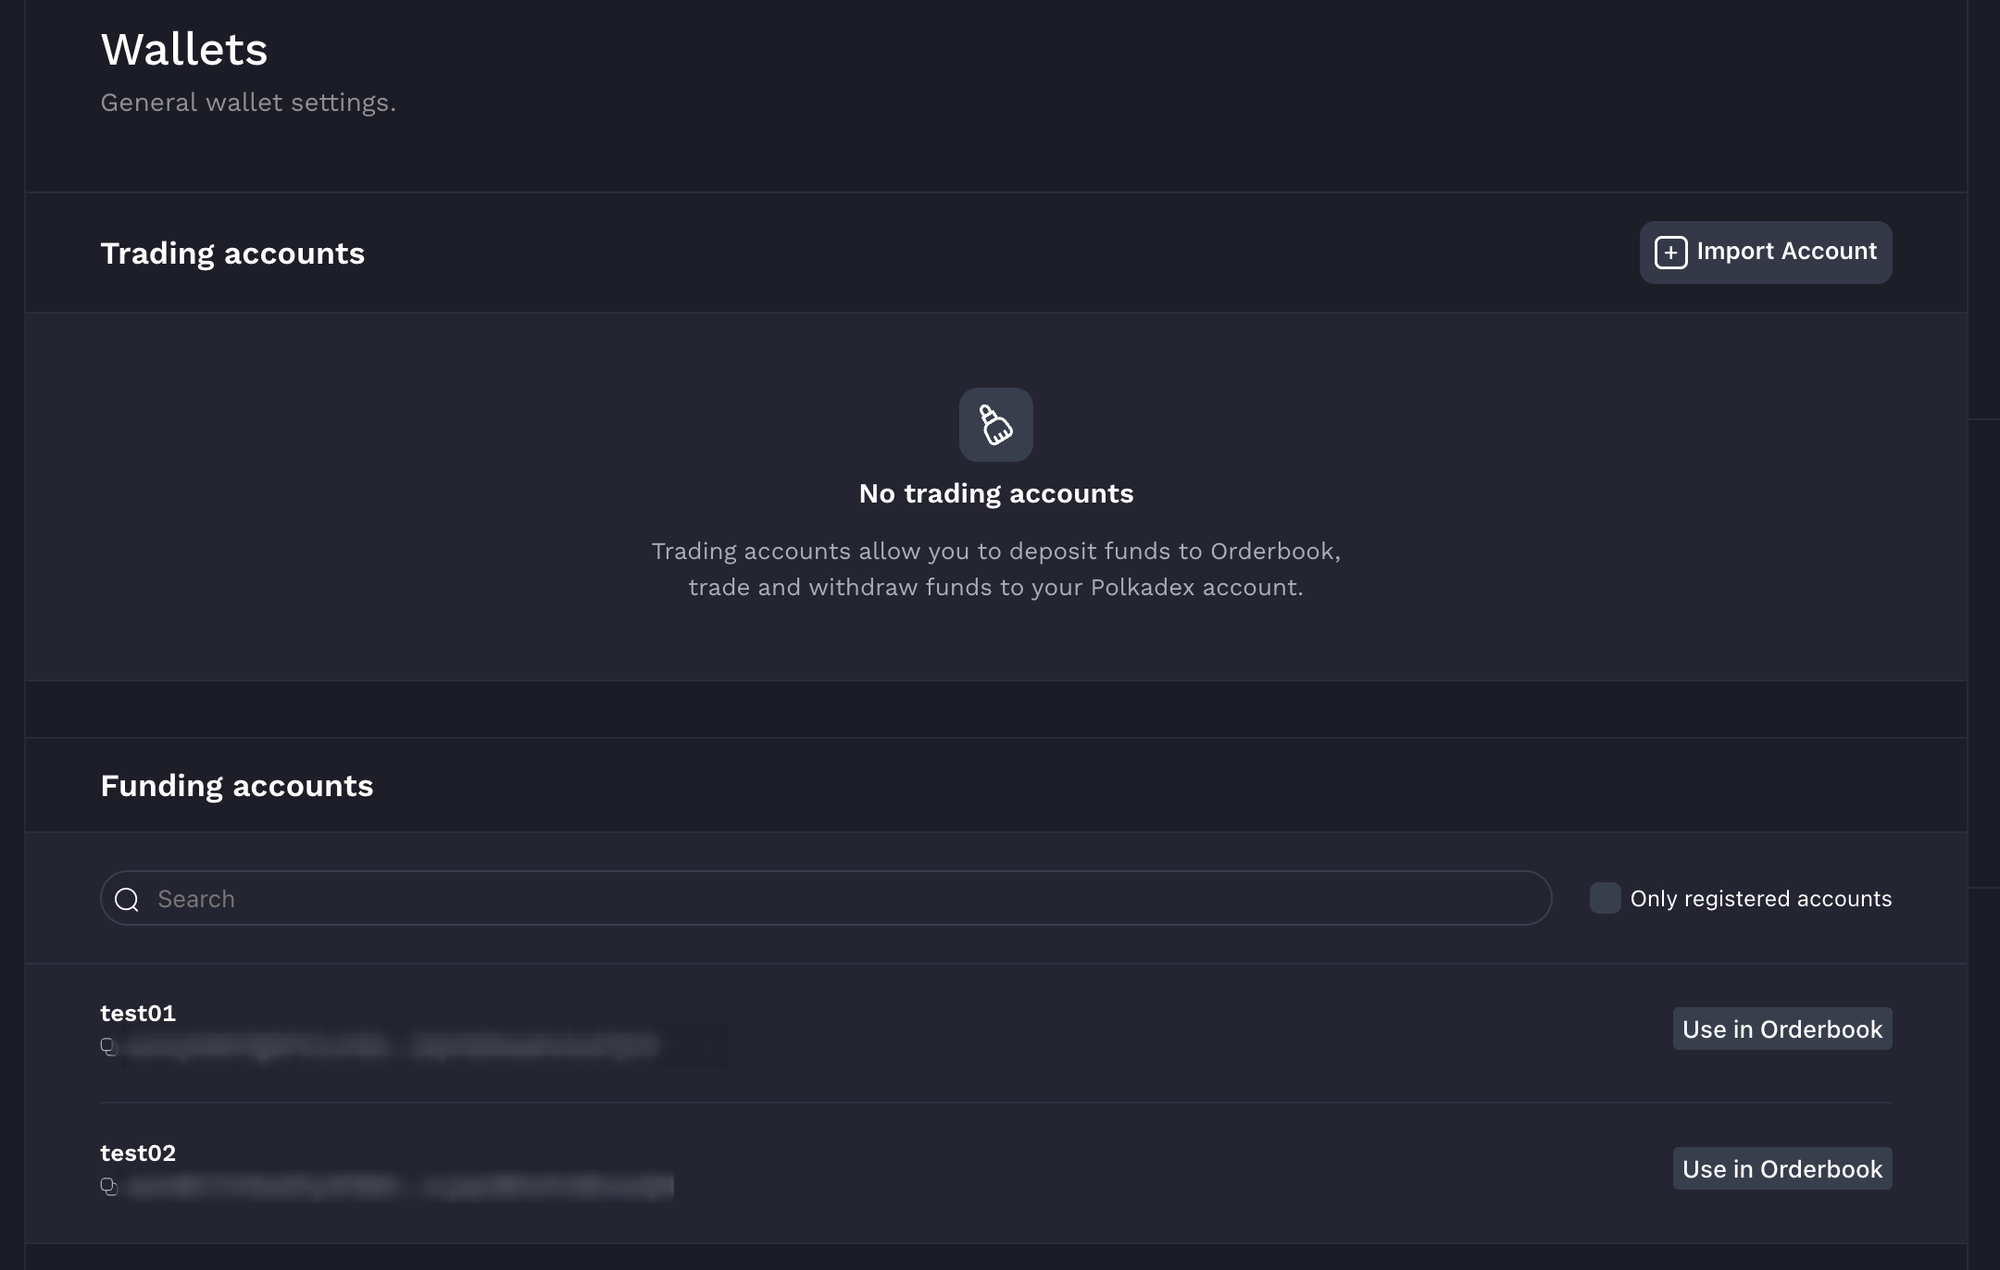 Wallets
General wallet settings.
Trading accounts
Import Account
No trading accounts
Trading accounts allow you to deposit funds to Orderbook,
trade and withdraw funds to your Polkadex account.
Funding accounts
Search
Only registered accounts
test01
Use in Orderbook
test02
Use in Orderbook